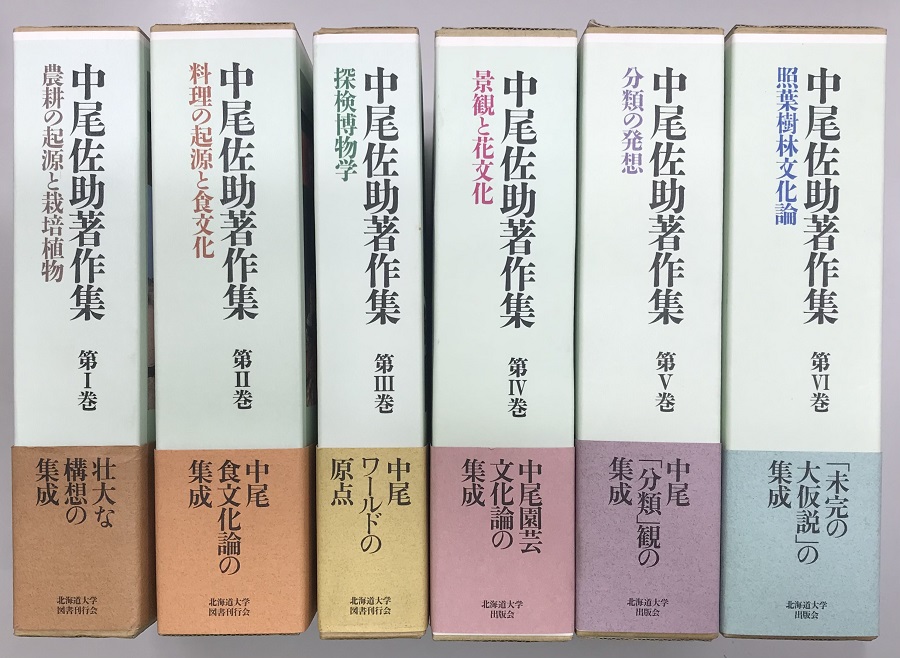 中尾佐助著作集 第Ⅰ巻
農耕の起源と栽培植物
壮大な
構想の
集成
北海道大学
図書刊行会
中尾佐助著作集 第Ⅱ巻
料理の起源と食文化
中尾
食文化論の
集成
北海道大学
図書刊行会
中尾佐助著作集 第Ⅲ巻
探検博物学
中尾
ワールドの
原点
北海道大学
図書刊行会
中尾佐助著作集 第Ⅳ巻
景観と花文化
中尾園芸
文化論の
集成
北海道大学
出版会
中尾佐助著作集 第Ⅴ巻
分類の発想
中尾
「分類」観の
集成
北海道大学
出版会
中尾佐助著作集 第Ⅵ巻
照葉樹林文化論
「未完の
大仮説」の
集成
北海道大学
出版会